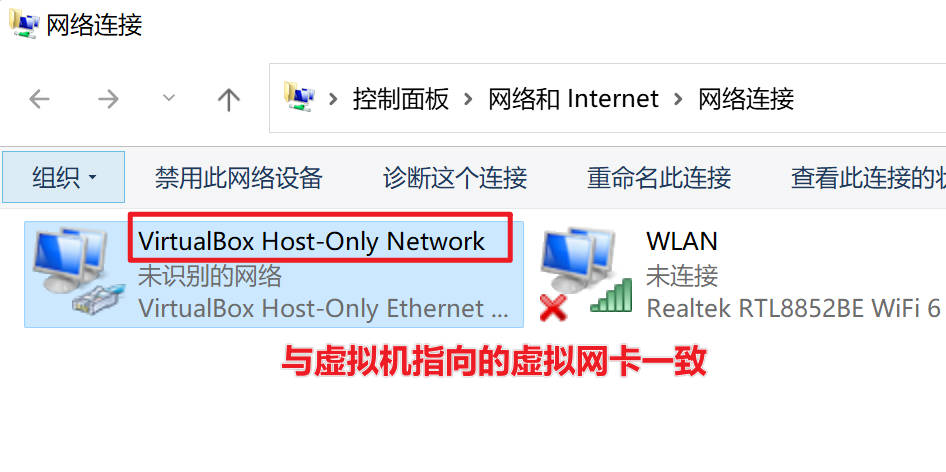 网络连接
控制面板 > 网络和 Internet > 网络连接
组织 禁用此网络设备 诊断这个连接 重命名此连接 查看此连接的状
VirtualBox Host-Only Network
未识别的网络
VirtualBox Host-Only Ethernet ...
WLAN
未连接
Realtek RTL8852BE WiFi 6
与虚拟机指向的虚拟网卡一致